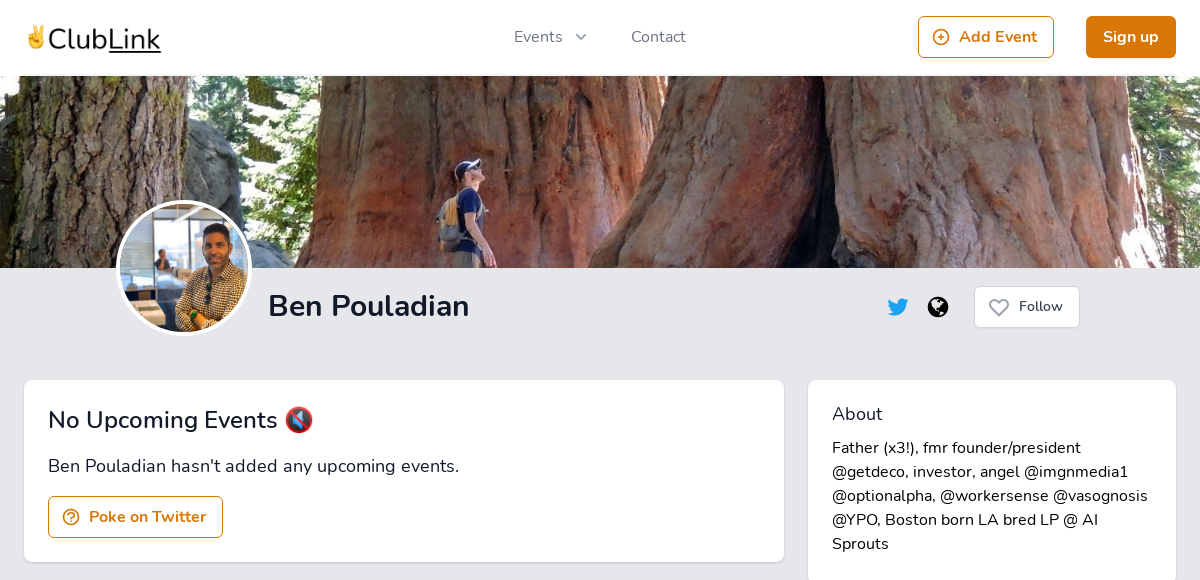 ✌️ClubLink
Events
Contact
Add Event
Sign up
Ben Pouladian
Follow
No Upcoming Events 🔇
Ben Pouladian hasn't added any upcoming events.
Poke on Twitter
About
Father (x3!), fmr founder/president
@getdeco, investor, angel @imgnmedia1
@optionalpha, @workersense @vasognosis
@YPO, Boston born LA bred LP @ AI
Sprouts